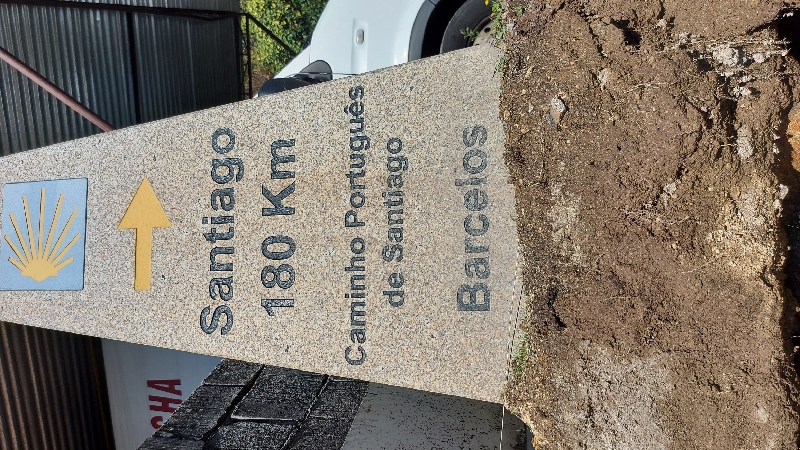 Santiago
180 Km
Caminho Português
de Santiago
Barcelos